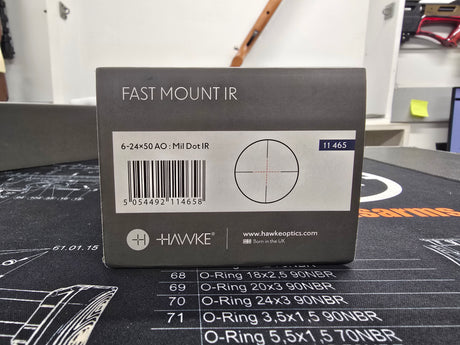 FAST MOUNT IR
6-24×50 AO : Mil Dot IR
11 465
5 054492 114658
HAWKE®
www.hawkeoptics.com
Born in the UK
61.01.15
68 O-Ring 18x2,5 90NBR
69 O-Ring 20x3 90NBR
70 O-Ring 24x3 90NBR
71 O-Ring 3,5x1,5 90NBR
O-Ring 5,5x1,5 70NBR